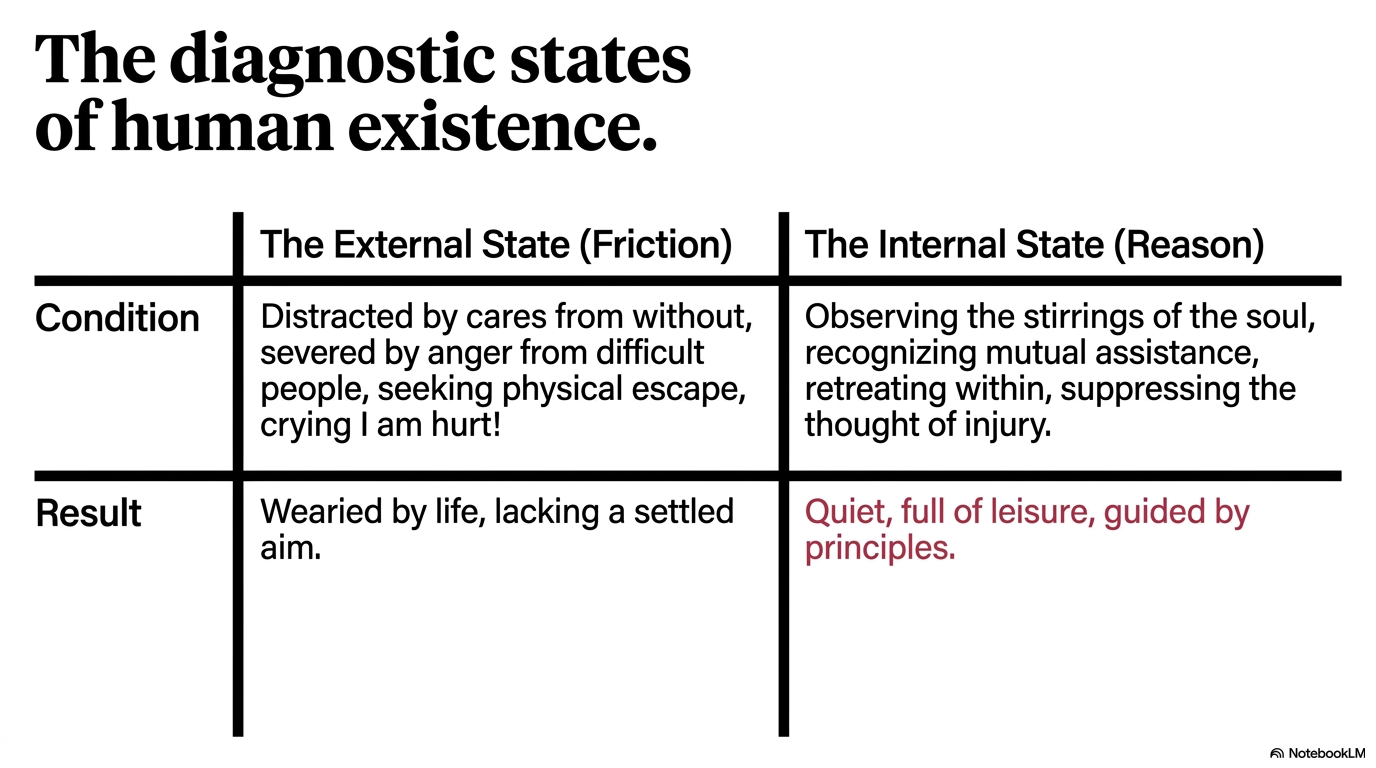 The diagnostic states
of human existence.
The External State (Friction)
The Internal State (Reason)
Condition
Distracted by cares from without,
severed by anger from difficult
people, seeking physical escape,
crying I am hurt!
Observing the stirrings of the soul,
recognizing mutual assistance,
retreating within, suppressing the
thought of injury.
Result
Wearied by life, lacking a settled
aim.
Quiet, full of leisure, guided by
principles.
NotebookLM